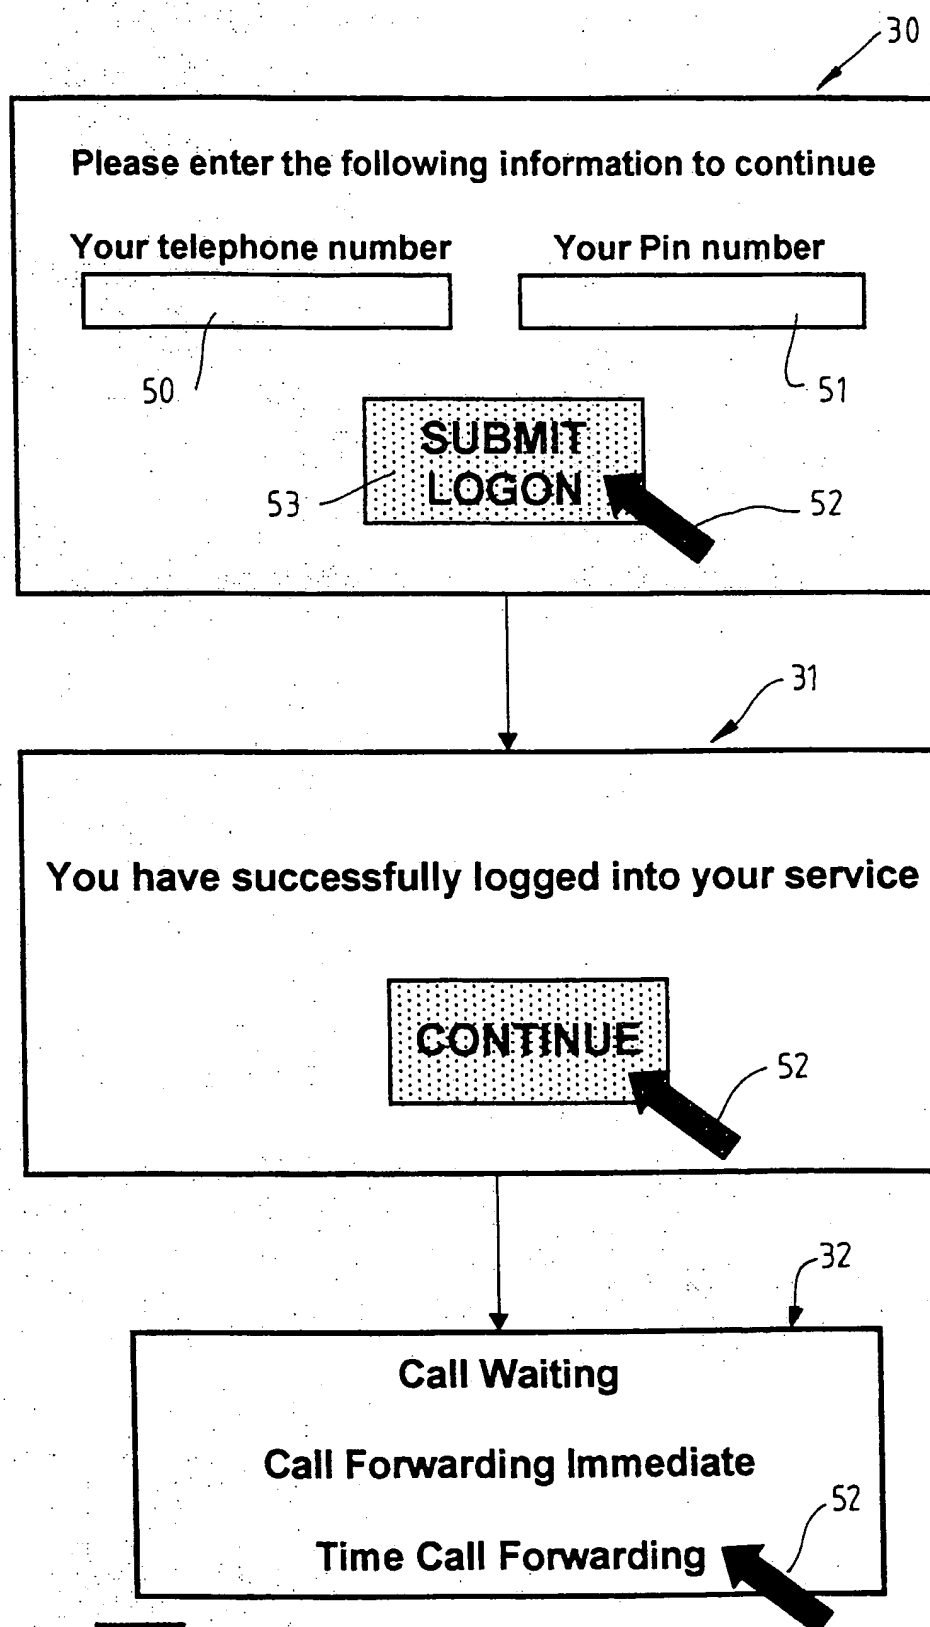 30
Please enter the following information to continue
Your telephone number Your Pin number
50 51
SUBMIT
LOGON
53 52
31
You have successfully logged into your service
CONTINUE
52
32
Call Waiting
Call Forwarding Immediate
52
Time Call Forwarding